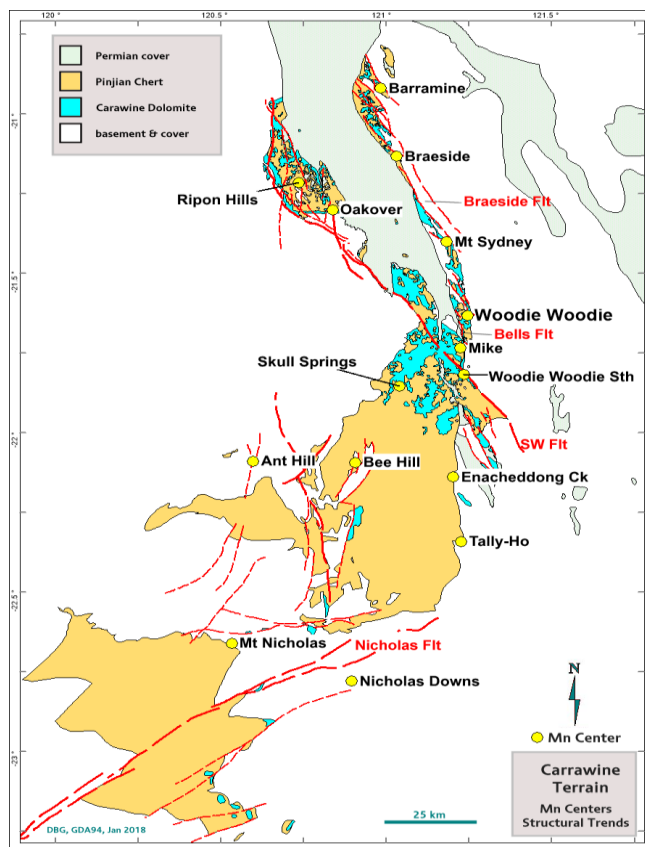 120 °
120.5 °
121 °
121.5 °
Permian cover
Pinjian Chert
Carawine Dolomite
basement & cover
-21 °
-21.5 °
-22 °
-22.5 °
-23 °
Barramine
Braeside
Ripon Hills
Oakover
Braeside Flt
Mt Sydney
Woodie Woodie
Bells Flt
Mike
Skull Springs
Woodie Woodie Sth
SW Flt
Ant Hill
Bee Hill
Enacheddong Ck
Tally-Ho
Mt Nicholas
Nicholas Flt
Nicholas Downs
N
Mn Center
Carrawine
Terrain
Mn Centers
Structural Trends
25 km
DBG, GDA94, Jan 2018